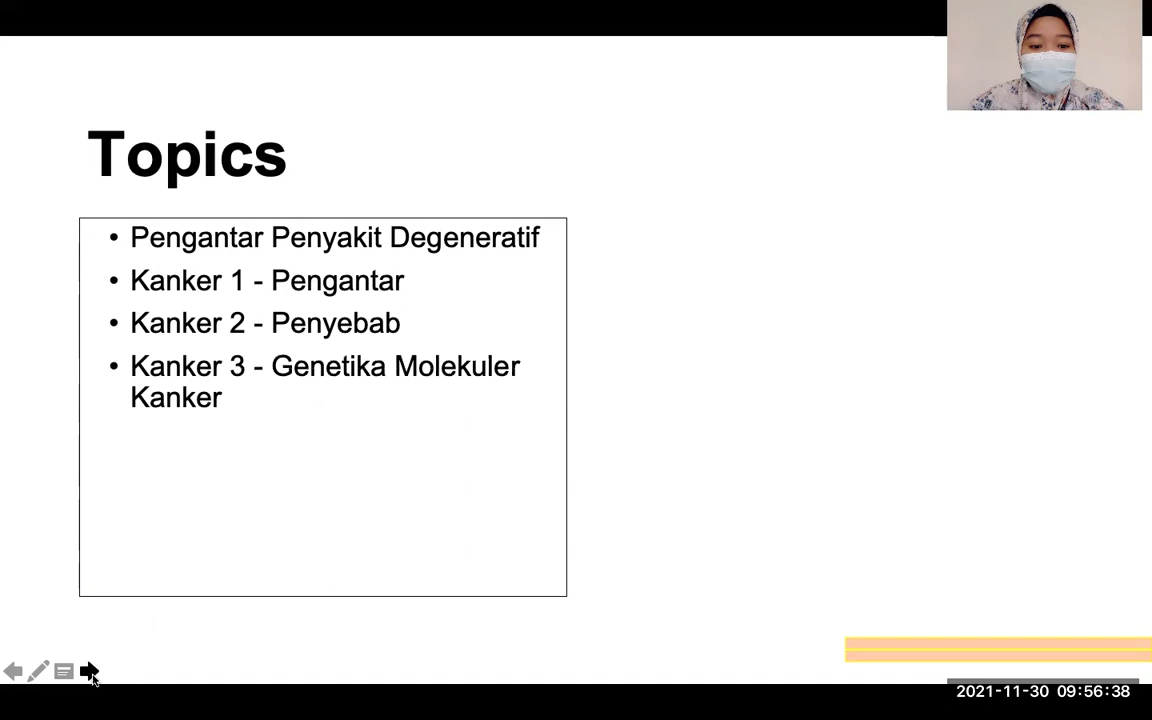 Topics
• Pengantar Penyakit Degeneratif
• Kanker 1 - Pengantar
• Kanker 2 - Penyebab
• Kanker 3 - Genetika Molekuler
Kanker
2021-11-30 09:56:38